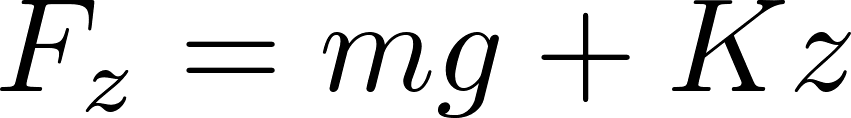 F_z = mg + Kz